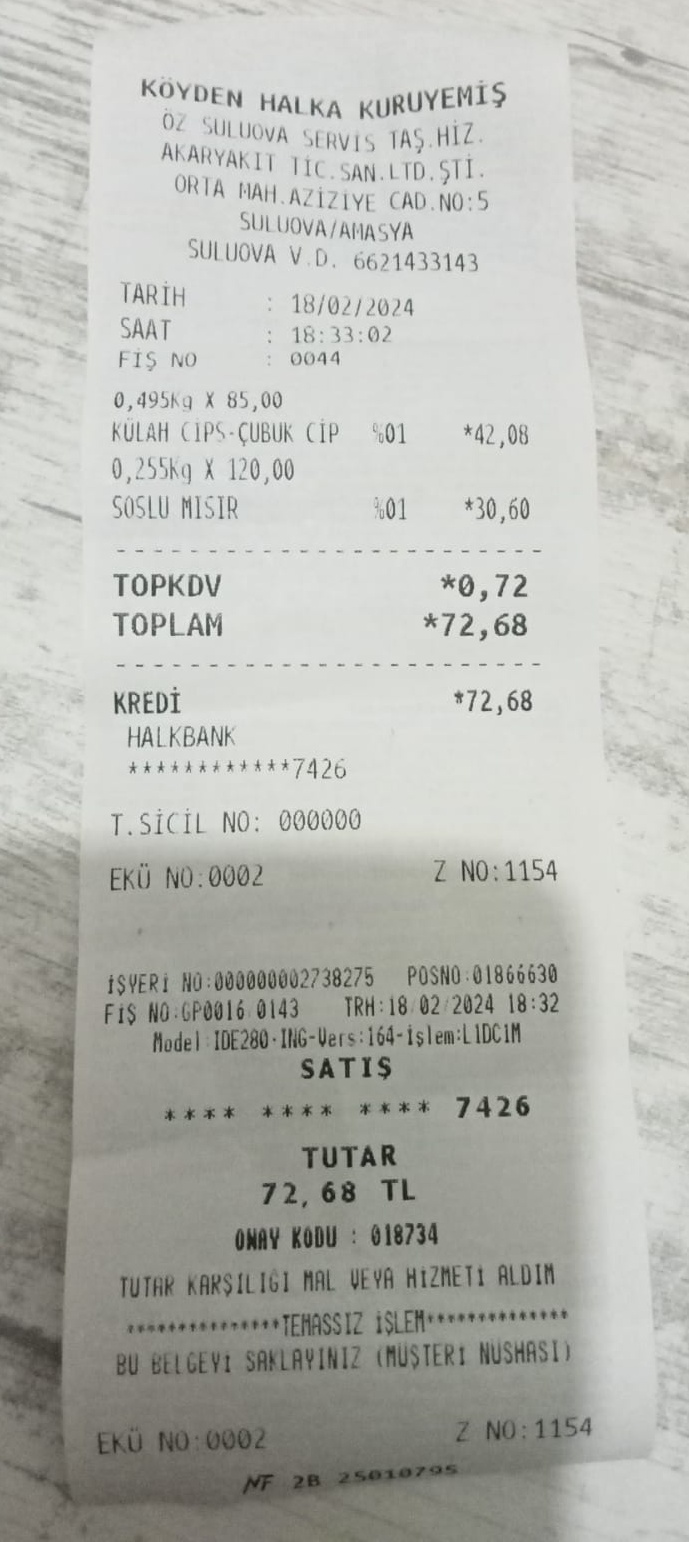 KÖYDEN HALKA KURUYEMİŞ
ÖZ SULUOVA SERVİS TAŞ.HİZ.
AKARYAKIT TİC.SAN.LTD.ŞTİ.
ORTA MAH.AZİZİYE CAD.NO:5
SULUOVA/AMASYA
SULUOVA V.D. 6621433143
TARİH : 18/02/2024
SAAT : 18:33:02
FİŞ NO : 0044
0,495Kg X 85,00
KÜLAH CİPS-ÇUBUK CİP %01 *42,08
0,255Kg X 120,00
SOSLU MISIR %01 *30,60
TOPKDV *0,72
TOPLAM *72,68
KREDİ *72,68
HALKBANK
************7426
T.SİCİL NO: 000000
EKÜ NO:0002 Z NO:1154
İŞYERİ NO:000000002738275 POSNO:01866630
FİŞ NO:GP0016 0143 TRH:18/02/2024 18:32
Model:IDE280-ING-Vers:164-İşlem:L1DC1M
SATIŞ
**** **** **** 7426
TUTAR
72,68 TL
ONAY KODU : 018734
TUTAR KARŞILIĞI MAL VEYA HİZMETİ ALDIM
***************TEMASSIZ İŞLEM**************
BU BELGEYİ SAKLAYINIZ (MÜŞTERİ NÜSHASI)
EKÜ NO:0002 Z NO:1154
MF 2B 25010795